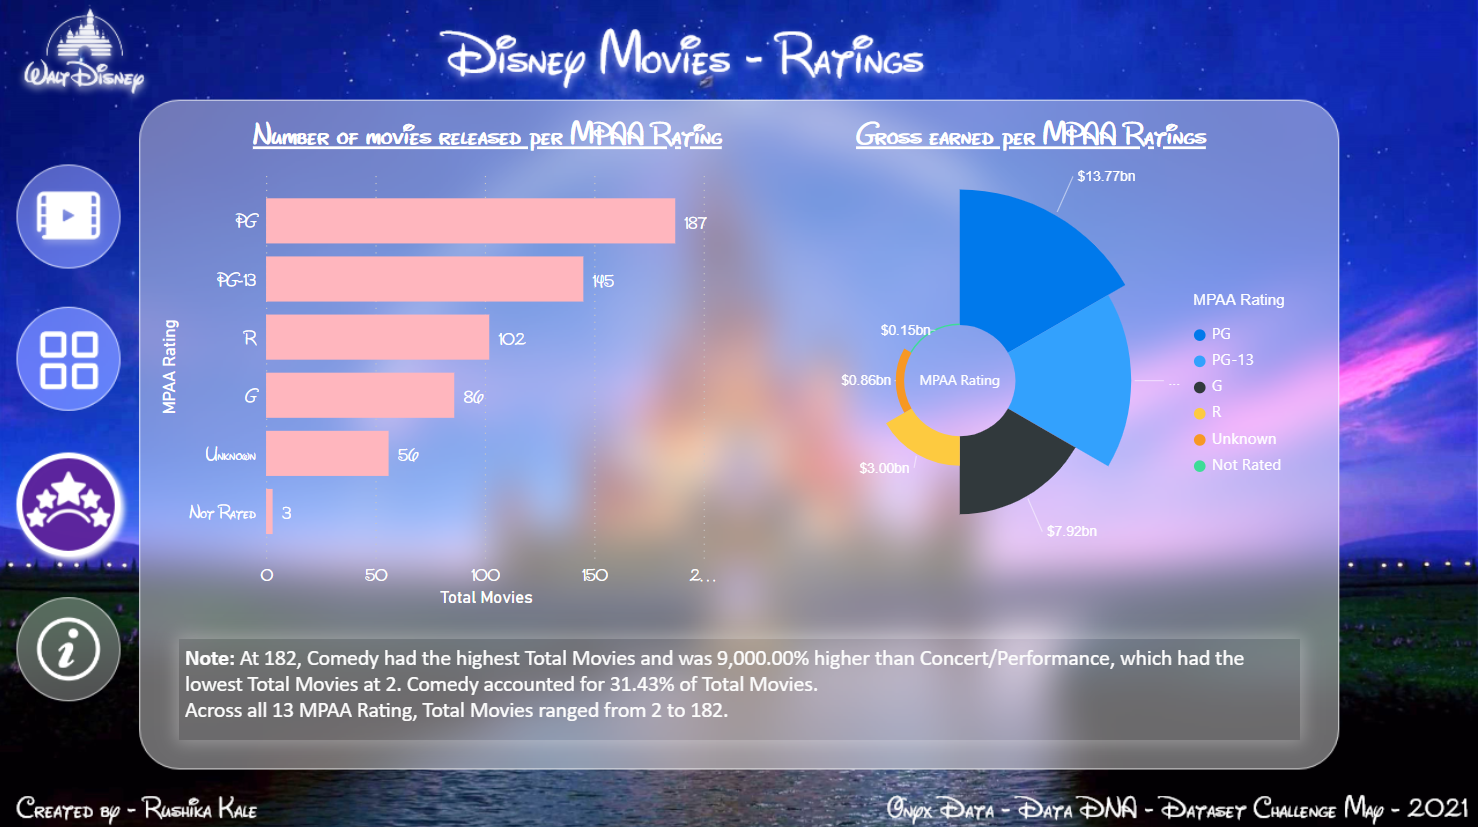 Walt Disney
Disney Movies - Ratings
Number of movies released per MPAA Rating
MPAA Rating
PG
187
PG-13
145
R
102
G
86
Unknown
56
Not Rated
3
0
50
100
150
2...
Total Movies
Gross earned per MPAA Ratings
$13.77bn
$0.15bn
$0.86bn
MPAA Rating
...
$3.00bn
$7.92bn
MPAA Rating
PG
PG-13
G
R
Unknown
Not Rated
Note: At 182, Comedy had the highest Total Movies and was 9,000.00% higher than Concert/Performance, which had the
lowest Total Movies at 2. Comedy accounted for 31.43% of Total Movies.
Across all 13 MPAA Rating, Total Movies ranged from 2 to 182.
Created by - Rushika Kale
Onyx Data - Data DNA - Dataset Challenge May - 2021